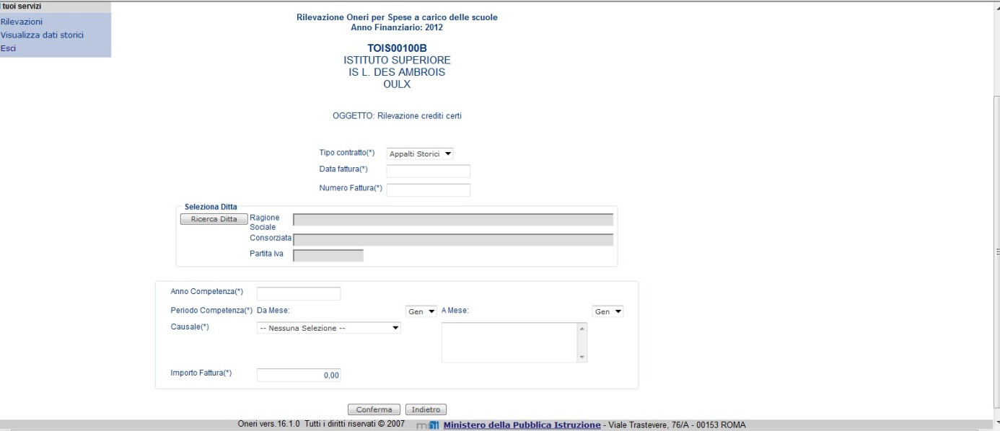 tuoi servizi
Rilevazioni
Visualizza dati storici
Esci
Rilevazione Oneri per Spese a carico delle scuole
Anno Finanziario: 2012
TOIS00100B
ISTITUTO SUPERIORE
IS L. DES AMBROIS
OULX
OGGETTO: Rilevazione crediti certi
Tipo contratto(*) Appalti Storici
Data fattura(*)
Numero Fattura(*)
Seleziona Ditta
Ricerca Ditta Ragione
Sociale
Consorziata
Partita Iva
Anno Competenza(*)
Periodo Competenza(*) Da Mese: Gen A Mese: Gen
Causale(*) -- Nessuna Selezione --
Importo Fattura(*) 0,00
Conferma Indietro
Oneri vers.16.1.0 Tutti i diritti riservati © 2007 mpi Ministero della Pubblica Istruzione - Viale Trastevere, 76/A - 00153 ROMA